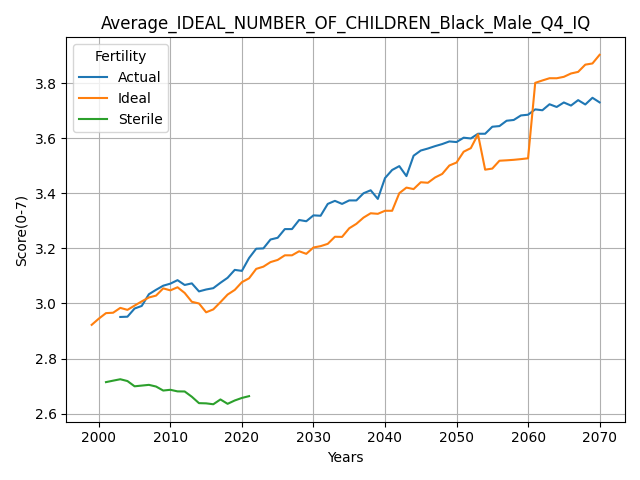 Average_IDEAL_NUMBER_OF_CHILDREN_Black_Male_Q4_IQ
Fertility
Actual
Ideal
Sterile
Score(0-7)
3.8
3.6
3.4
3.2
3.0
2.8
2.6
2000 2010 2020 2030 2040 2050 2060 2070
Years